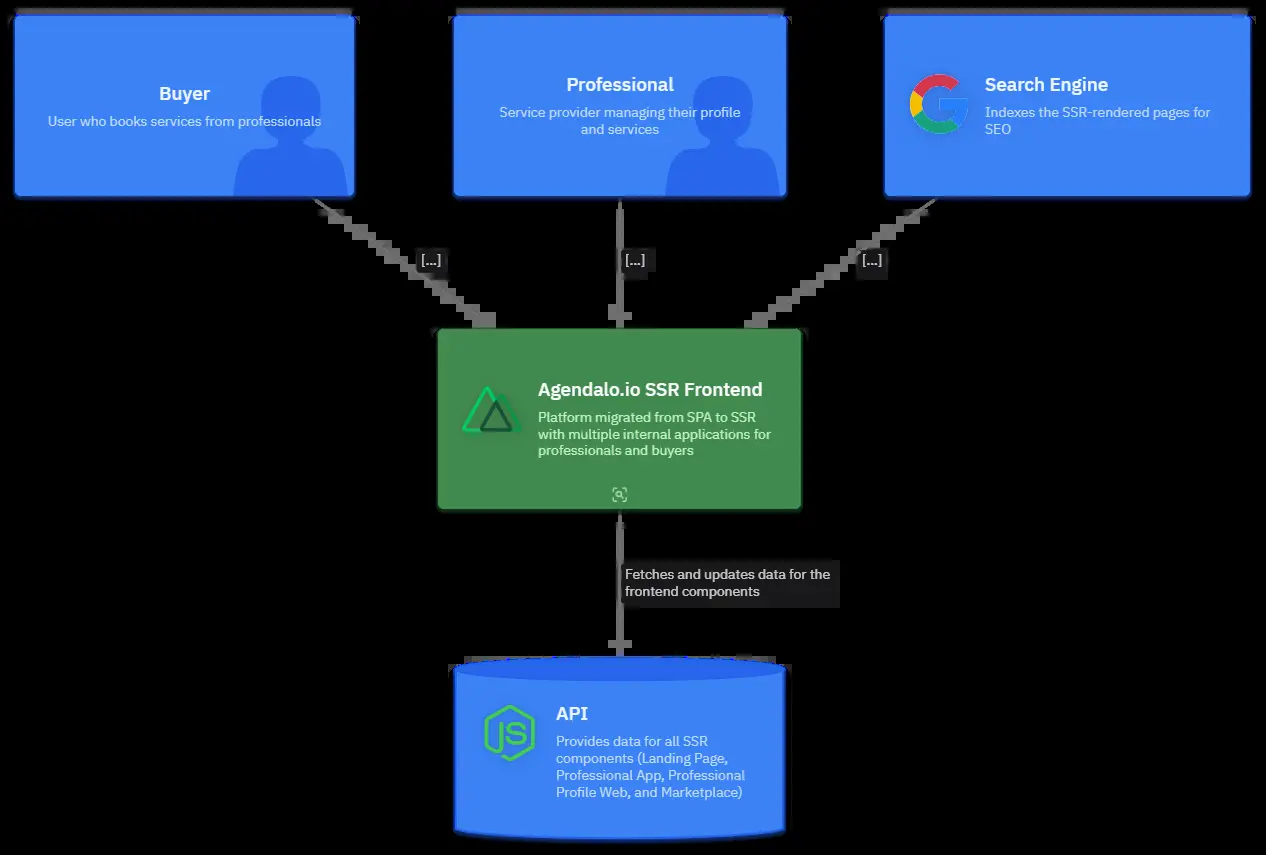 Buyer
User who books services from professionals
Professional
Service provider managing their profile
and services
Search Engine
Indexes the SSR-rendered pages for
SEO
[...]
[...]
[...]
Agendalo.io SSR Frontend
Platform migrated from SPA to SSR
with multiple internal applications for
professionals and buyers
Fetches and updates data for the
frontend components
JS
API
Provides data for all SSR
components (Landing Page,
Professional App, Professional
Profile Web, and Marketplace)